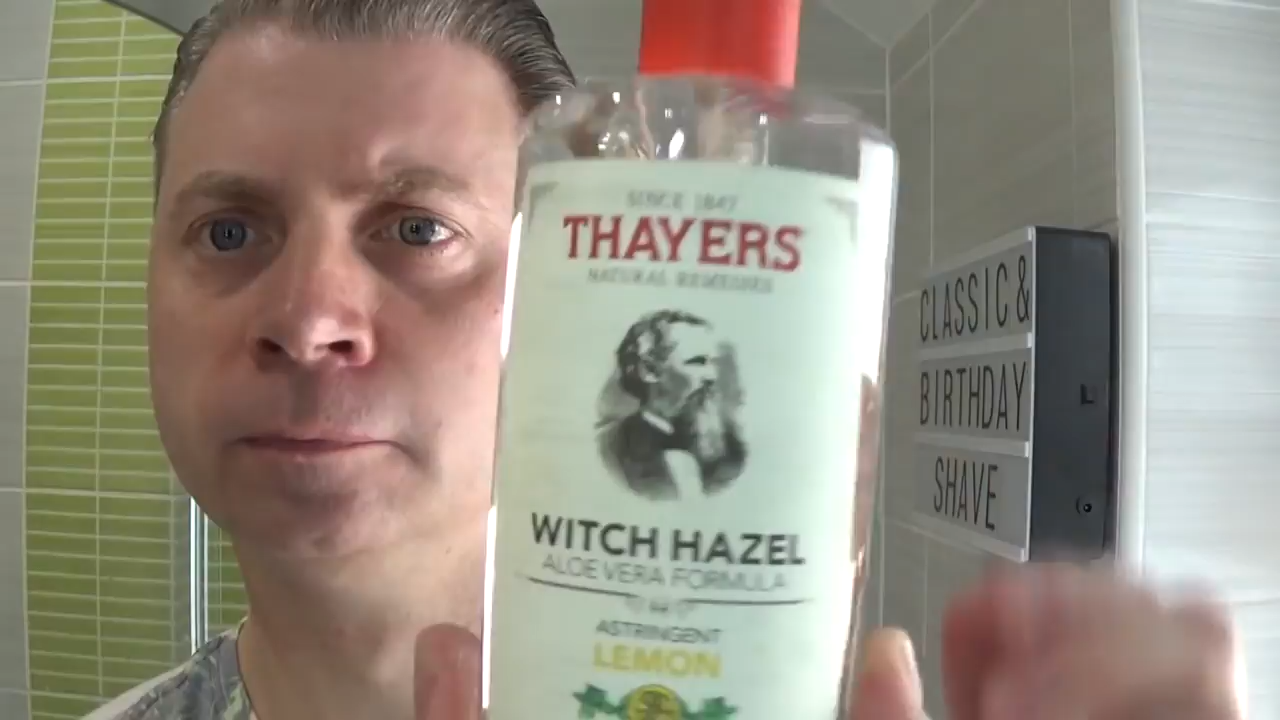 SINCE 1847
THAYERS
NATURAL REMEDIES
WITCH HAZEL
ALOE VERA FORMULA
ASTRINGENT
LEMON
CLASSIC &
BIRTHDAY
SHAVE